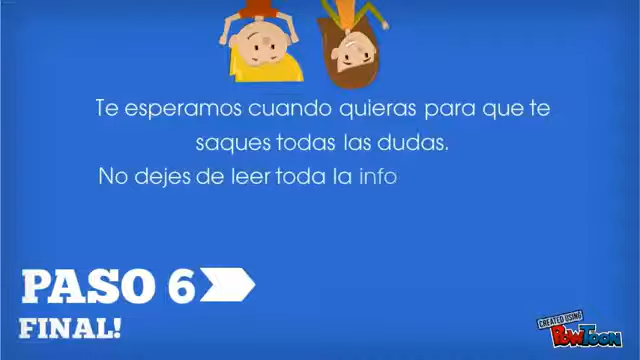 Te esperamos cuando quieras para que te
saques todas las dudas.
No dejes de leer toda la info
PASO 6
FINAL!
CREATED USING
PowToon